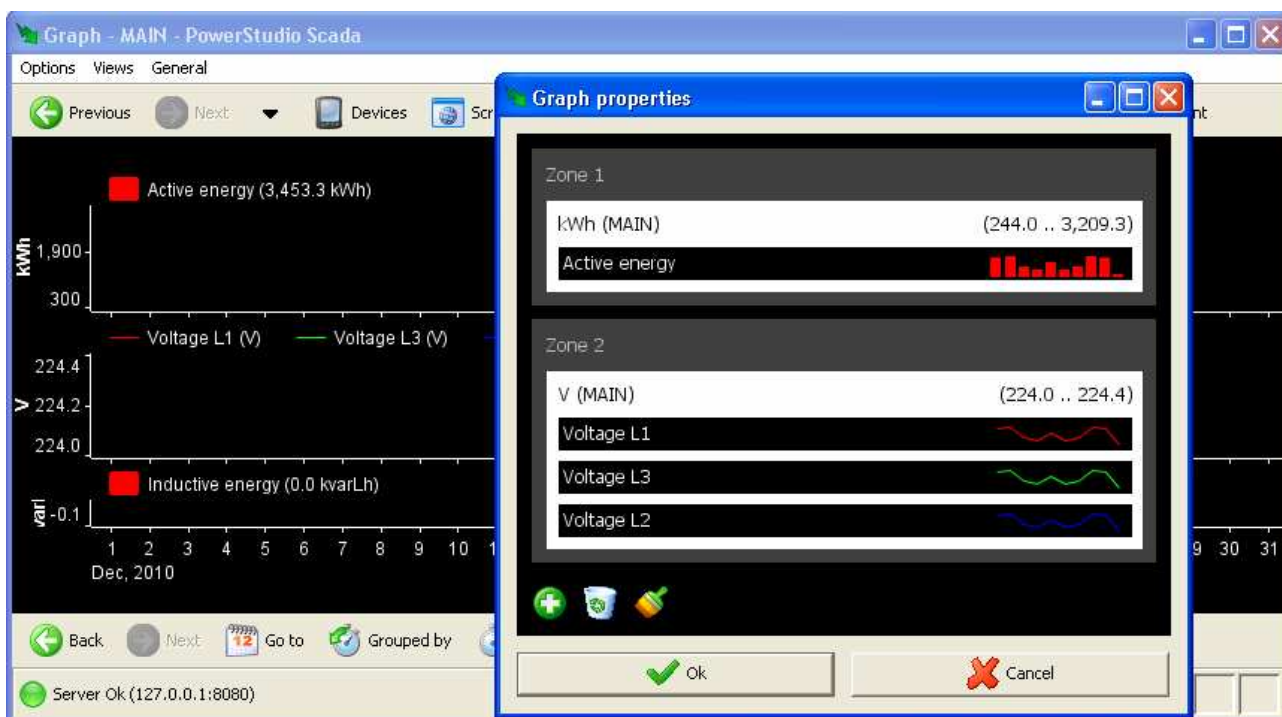 Graph - MAIN - PowerStudio Scada
Options Views General
Previous Next Devices Scr nt
Active energy (3,453.3 kWh)
kWh
1,900
300
Voltage L1 (V) Voltage L3 (V)
V
224.4
224.2
224.0
Inductive energy (0.0 kvarLh)
-0.1
1 2 3 4 5 6 7 8 9 10 1 9 30 31
Dec, 2010
Back Next 12 Go to Grouped by
Server Ok (127.0.0.1:8080)
Graph properties
Zone 1
kWh (MAIN) (244.0 .. 3,209.3)
Active energy
Zone 2
V (MAIN) (224.0 .. 224.4)
Voltage L1
Voltage L3
Voltage L2
Ok Cancel